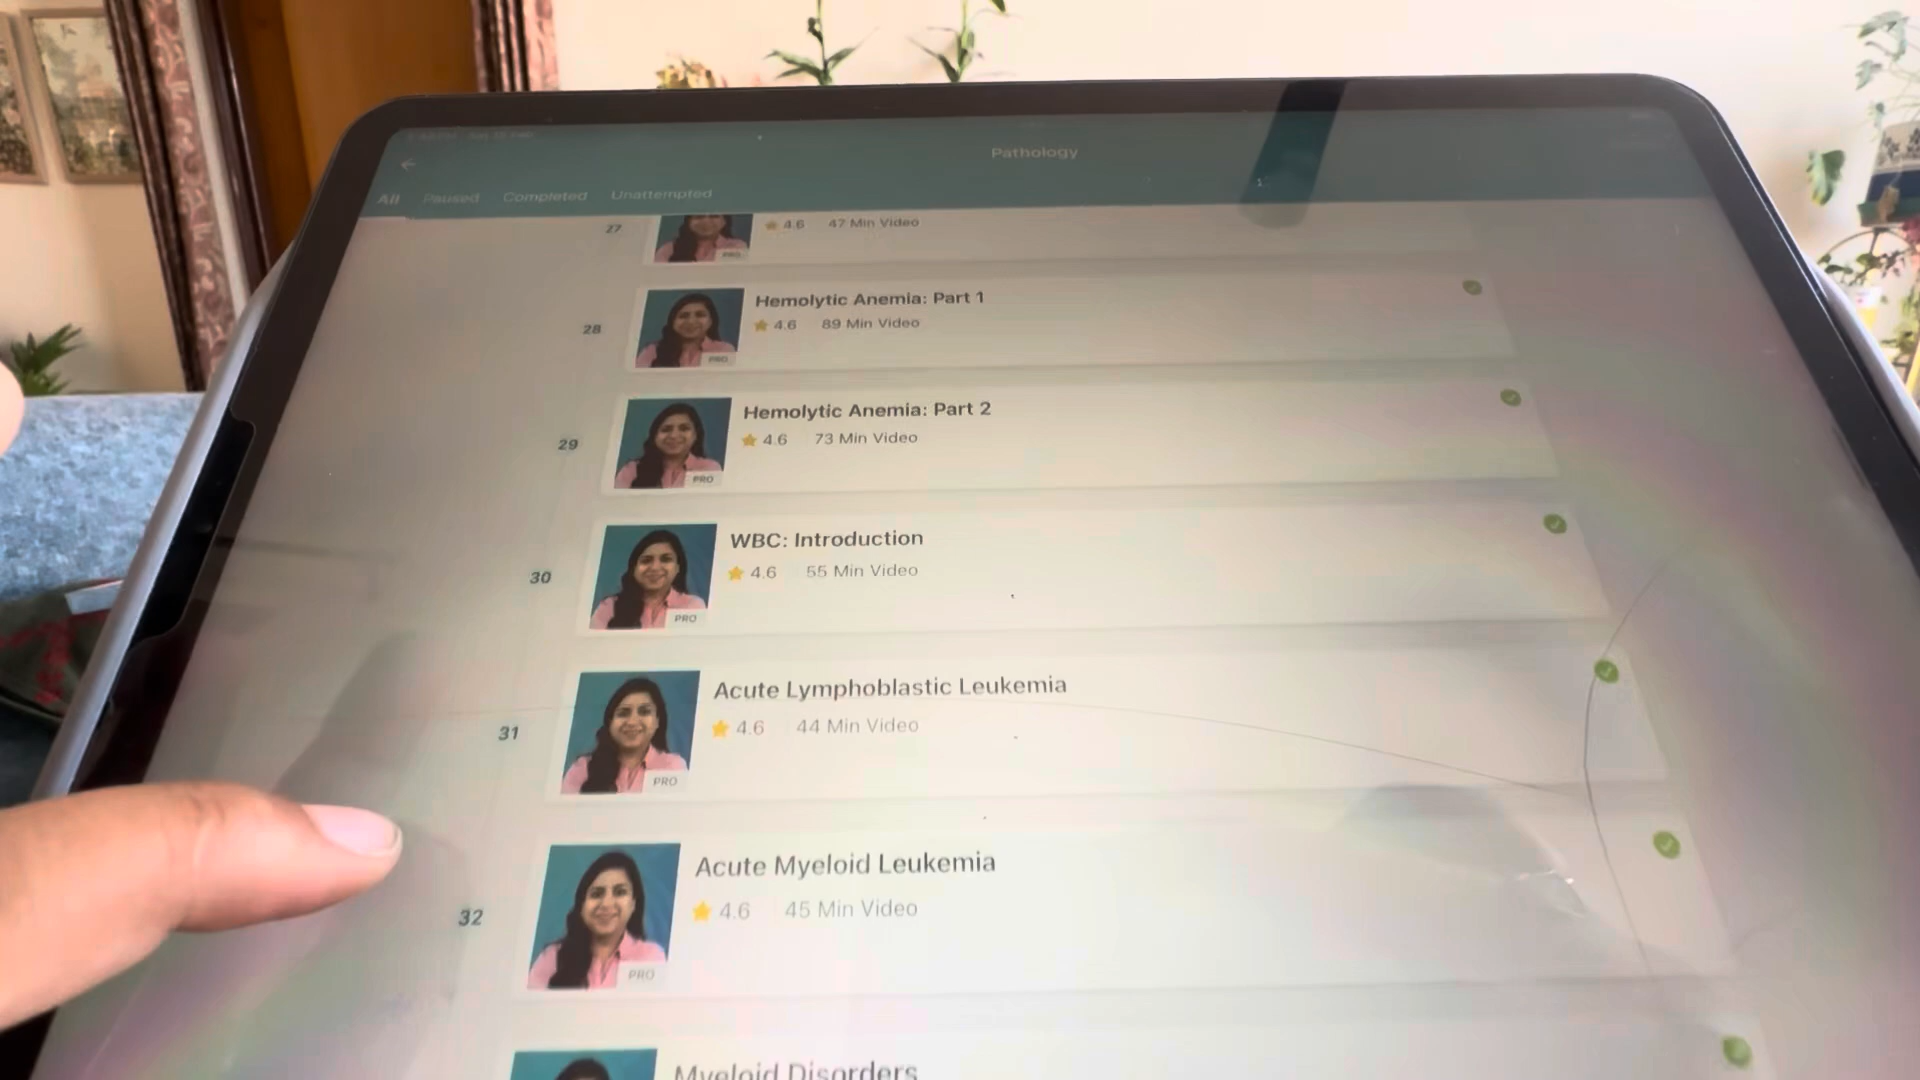 Pathology
All Paused Completed Unattempted
27
4.6 47 Min Video
PRO
Hemolytic Anemia: Part 1
28
4.6 89 Min Video
PRO
Hemolytic Anemia: Part 2
29
4.6 73 Min Video
PRO
WBC: Introduction
30
4.6 55 Min Video
PRO
Acute Lymphoblastic Leukemia
31
4.6 44 Min Video
PRO
Acute Myeloid Leukemia
32
4.6 45 Min Video
PRO
Myeloid Disorders